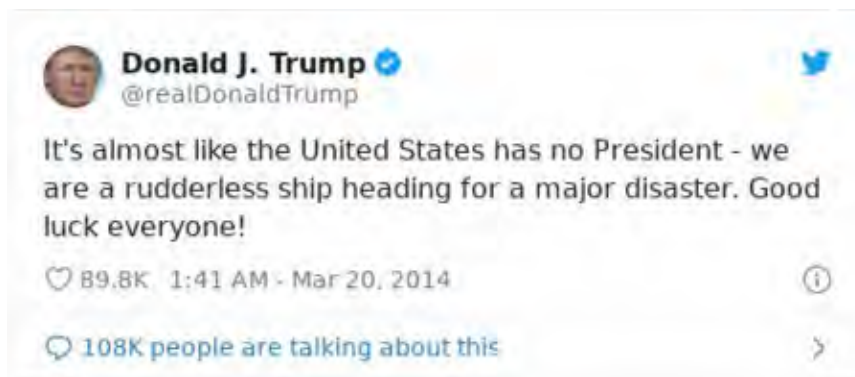 Donald J. Trump
@realDonaldTrump
It's almost like the United States has no President - we
are a rudderless ship heading for a major disaster. Good
luck everyone!
89.8K 1:41 AM - Mar 20, 2014
108K people are talking about this